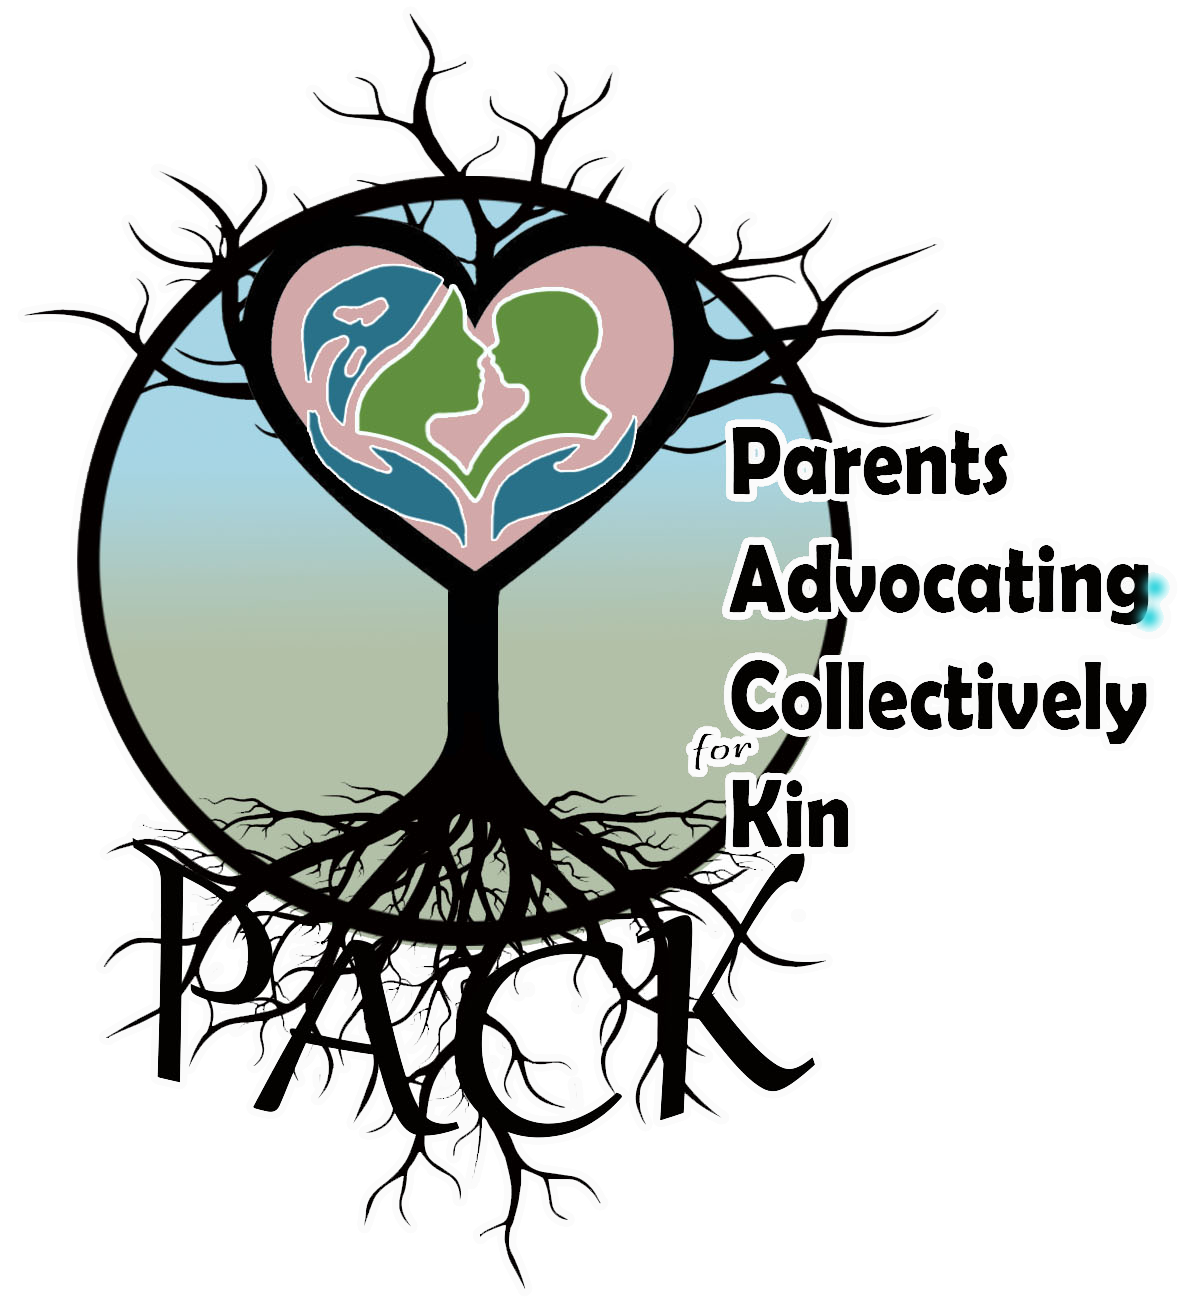 Parents
Advocating
Collectively
for
Kin
PACK